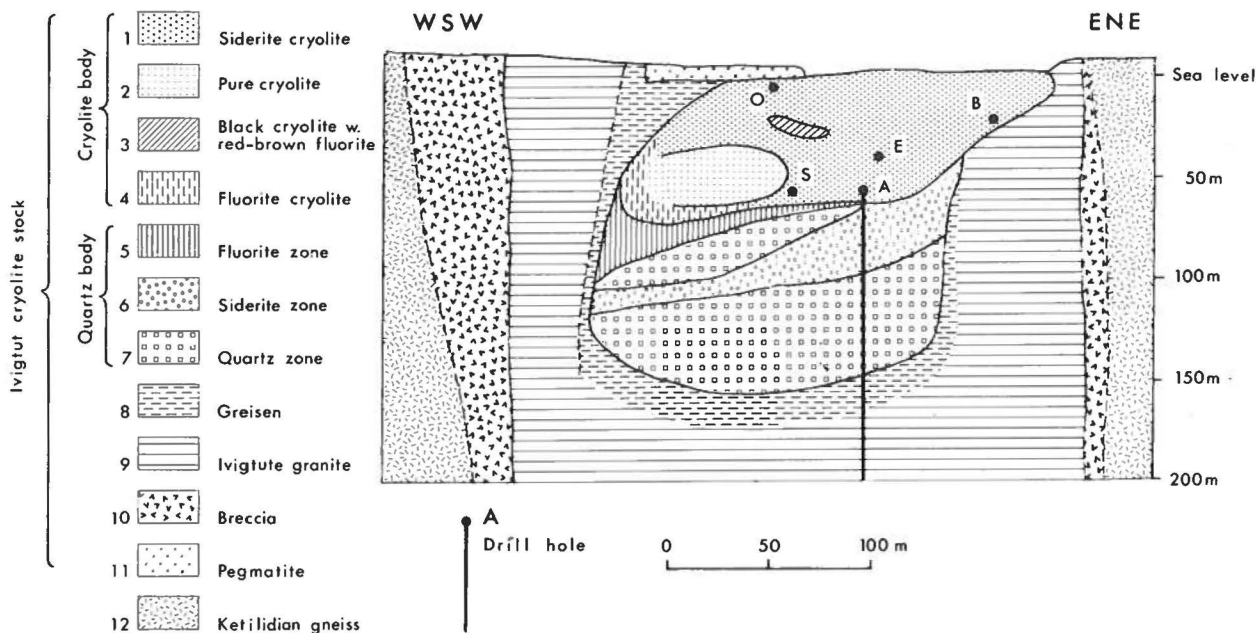 Ivigtut cryolite stock
Cryolite body
Quartz body
1 Siderite cryolite
2 Pure cryolite
3 Black cryolite w.
red-brown fluorite
4 Fluorite cryolite
5 Fluorite zone
6 Siderite zone
7 Quartz zone
8 Greisen
9 Ivigtute granite
10 Breccia
11 Pegmatite
12 Ketilidian gneiss
WSW
ENE
O
B
E
S
A
Sea level
50m
100m
150m
200m
A
Drill hole
0 50 100 m